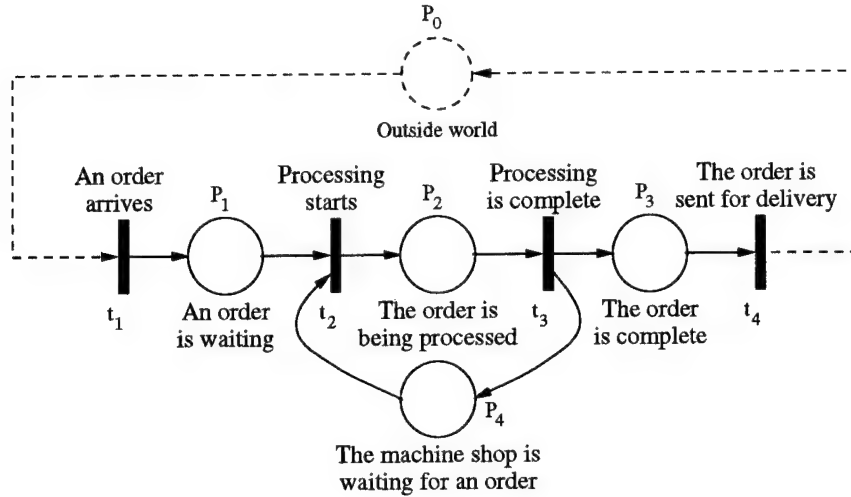 P0
Outside world
An order
arrives
P1
Processing
starts
P2
Processing
is complete
P3
The order is
sent for delivery
t1
An order
is waiting
t2
The order is
being processed
t3
The order
is complete
t4
P4
The machine shop is
waiting for an order